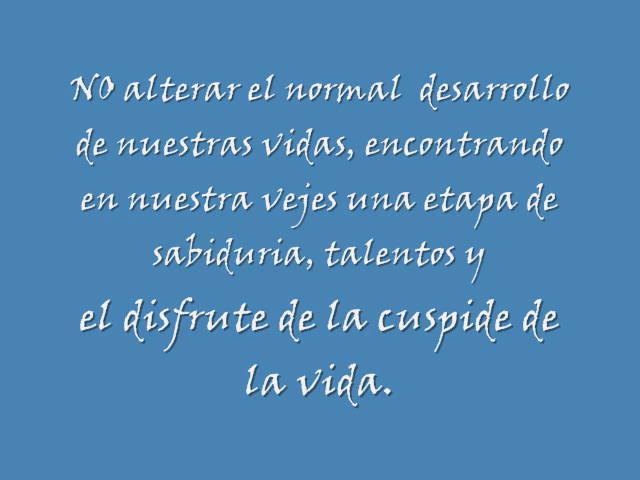 NO alterar el normal desarrollo
de nuestras vidas, encontrando
en nuestra vejes una etapa de
sabiduria, talentos y
el disfrute de la cuspide de
la vida.